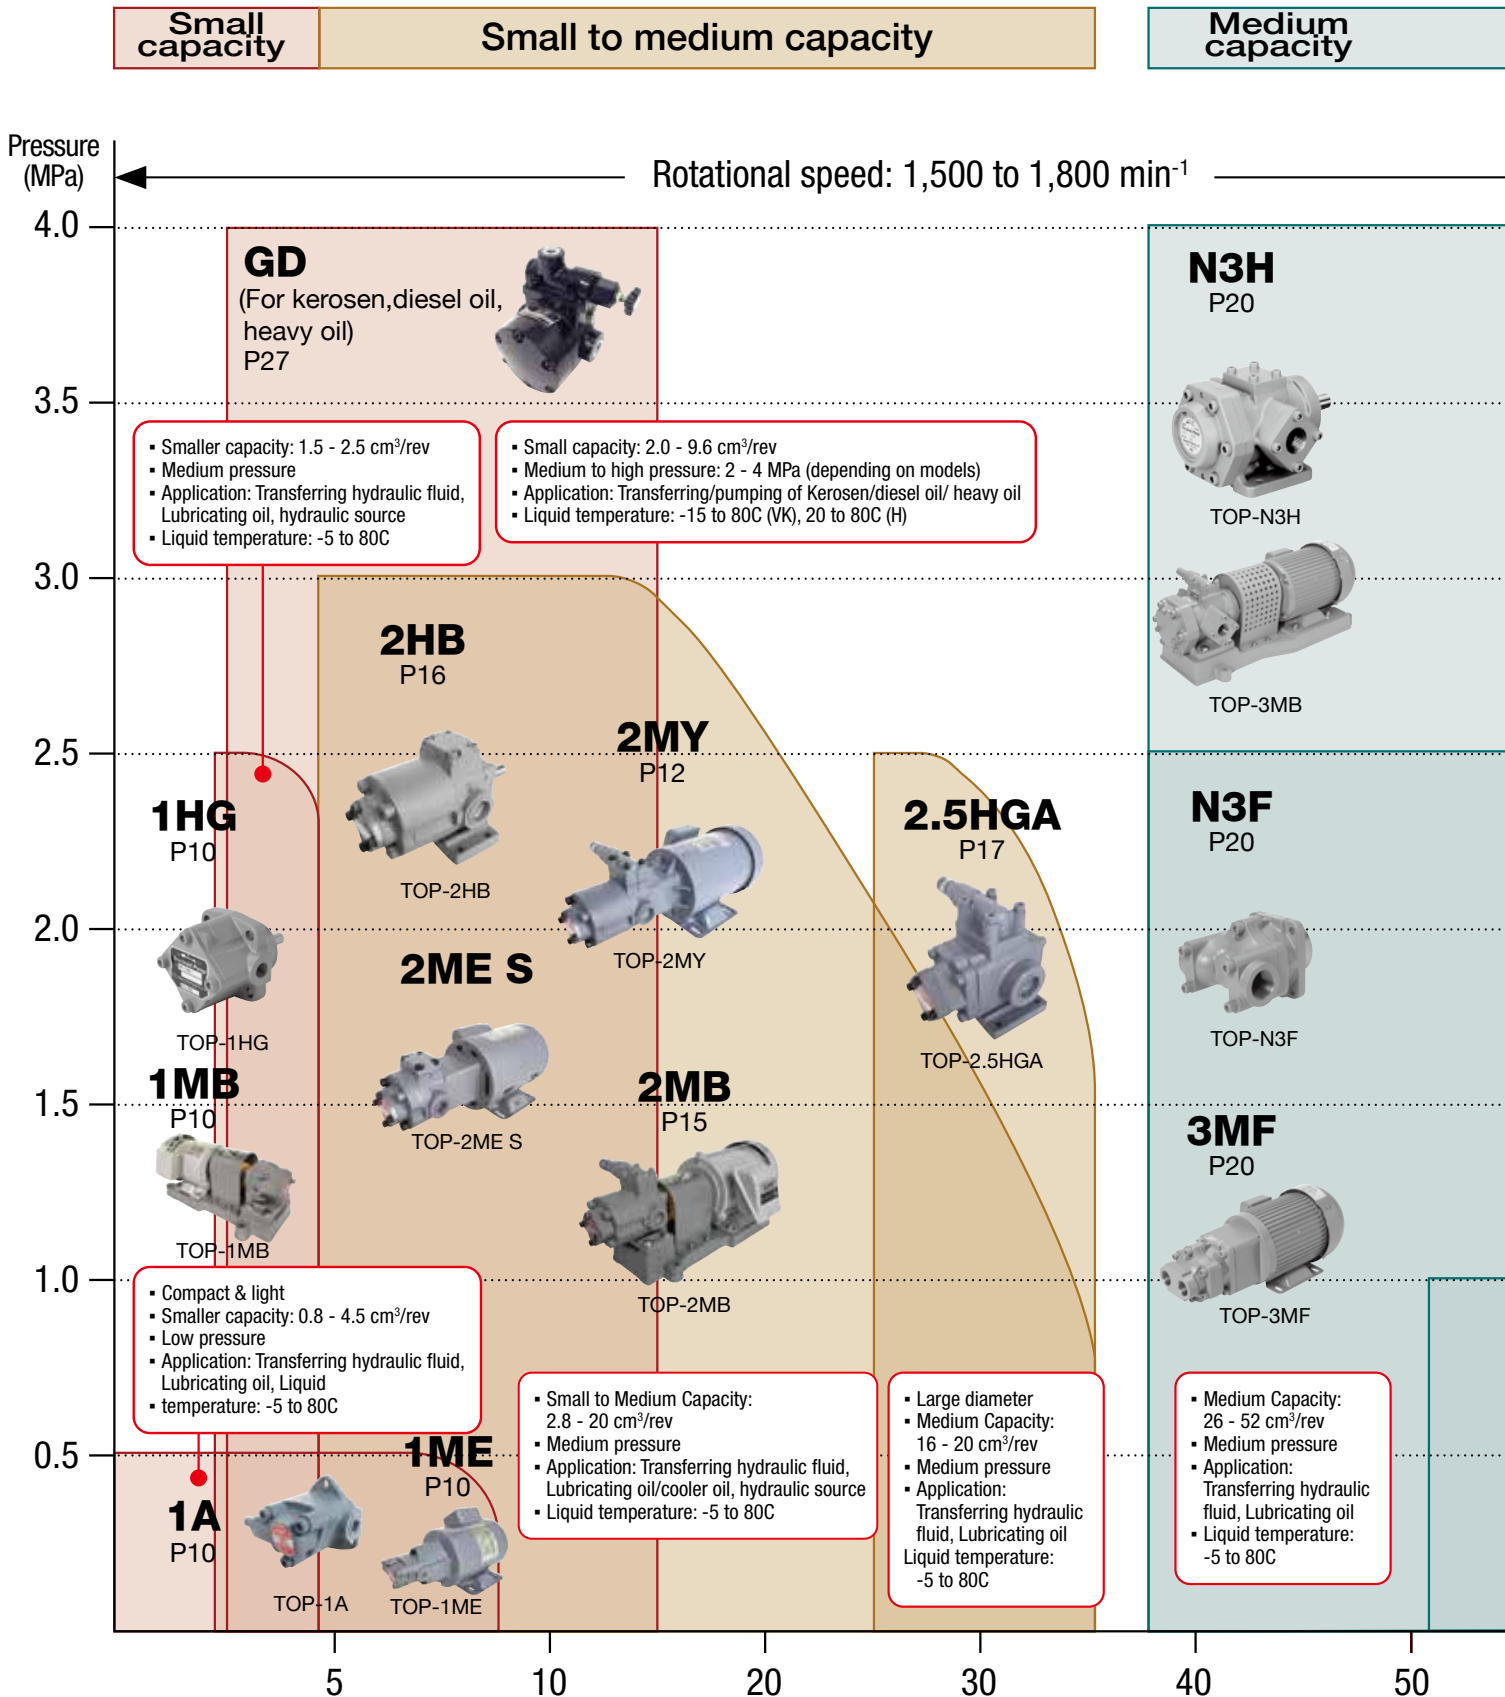 Small
capacity
Small to medium capacity
Medium
capacity
Pressure
(MPa)
Rotational speed: 1,500 to 1,800 min-1
4.0
GD
(For kerosen,diesel oil,
heavy oil)
P27
N3H
P20
3.5
▪ Smaller capacity: 1.5 - 2.5 cm³/rev
▪ Medium pressure
▪ Application: Transferring hydraulic fluid,
Lubricating oil, hydraulic source
▪ Liquid temperature: -5 to 80C
▪ Small capacity: 2.0 - 9.6 cm³/rev
▪ Medium to high pressure: 2 - 4 MPa (depending on models)
▪ Application: Transferring/pumping of Kerosen/diesel oil/ heavy oil
▪ Liquid temperature: -15 to 80C (VK), 20 to 80C (H)
TOP-N3H
3.0
2HB
P16
TOP-3MB
2MY
P12
2.5
1HG
P10
2.5HGA
P17
N3F
P20
TOP-2HB
2.0
TOP-2MY
2ME S
TOP-1HG
TOP-2.5HGA
TOP-N3F
1MB
P10
2MB
P15
1.5
3MF
P20
TOP-2ME S
TOP-1MB
1.0
TOP-2MB
TOP-3MF
▪ Compact & light
▪ Smaller capacity: 0.8 - 4.5 cm³/rev
▪ Low pressure
▪ Application: Transferring hydraulic fluid,
Lubricating oil, Liquid
▪ temperature: -5 to 80C
▪ Small to Medium Capacity:
2.8 - 20 cm³/rev
▪ Medium pressure
▪ Application: Transferring hydraulic fluid,
Lubricating oil/cooler oil, hydraulic source
▪ Liquid temperature: -5 to 80C
▪ Large diameter
▪ Medium Capacity:
16 - 20 cm³/rev
▪ Medium pressure
▪ Application:
Transferring hydraulic
fluid, Lubricating oil
Liquid temperature:
-5 to 80C
▪ Medium Capacity:
26 - 52 cm³/rev
▪ Medium pressure
▪ Application:
Transferring hydraulic
fluid, Lubricating oil
▪ Liquid temperature:
-5 to 80C
0.5
1ME
P10
1A
P10
TOP-1A
TOP-1ME
5
10
20
30
40
50